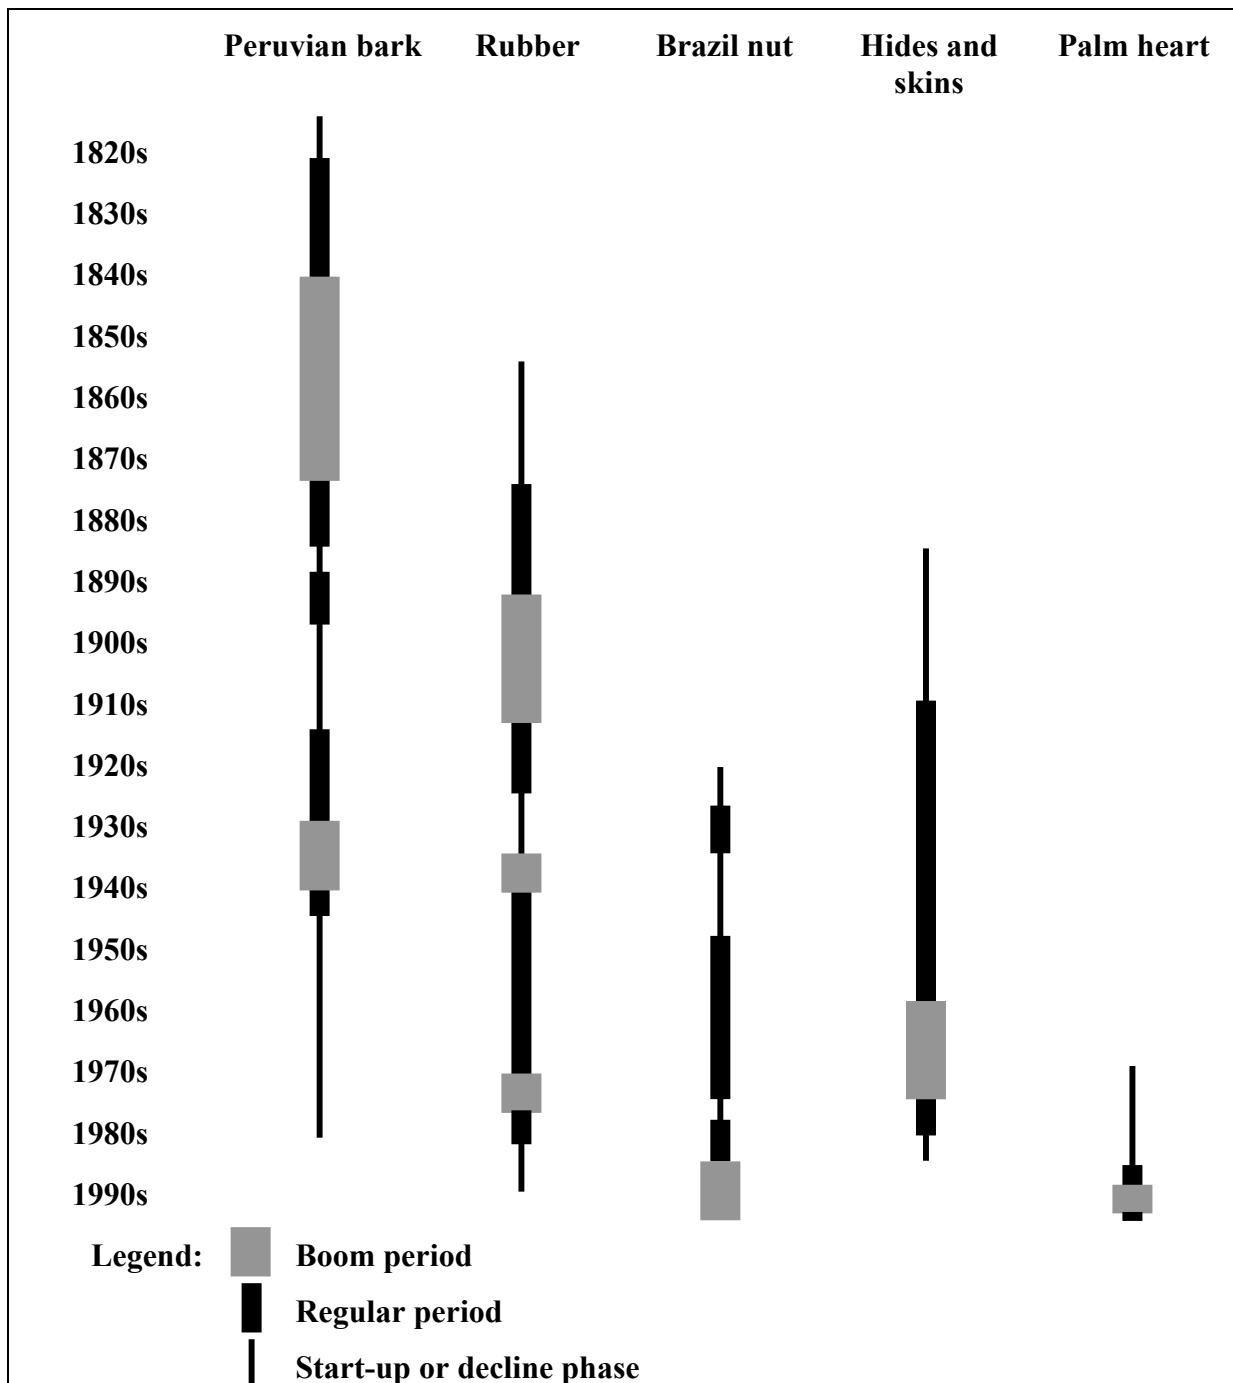 Peruvian bark Rubber Brazil nut Hides and skins Palm heart
1820s
1830s
1840s
1850s
1860s
1870s
1880s
1890s
1900s
1910s
1920s
1930s
1940s
1950s
1960s
1970s
1980s
1990s
Legend: Boom period
Regular period
Start-up or decline phase